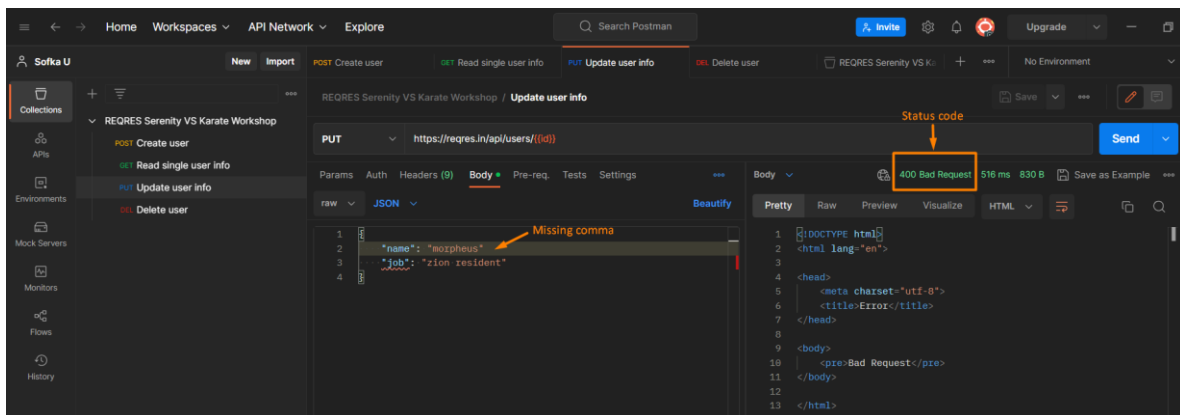 Home Workspaces API Network Explore Search Postman Invite Upgrade
Sofka U New Import POST Create user GET Read single user info PUT Update user info DEL Delete user REQRES Serenity VS Ka No Environment
Collections
APIs
Environments
Mock Servers
Monitors
Flows
History
REQRES Serenity VS Karate Workshop
POST Create user
GET Read single user info
PUT Update user info
DEL Delete user
REQRES Serenity VS Karate Workshop / Update user info Save
Status code
PUT https://reqres.in/api/users/{{id}} Send
Params Auth Headers (9) Body Pre-req. Tests Settings
raw JSON Beautify
Missing comma
1 {
2 "name": "morpheus"
3 "job": "zion resident"
4 }
Body 400 Bad Request 516 ms 830 B Save as Example
Pretty Raw Preview Visualize HTML
1 <!DOCTYPE html>
2 <html lang="en">
3
4 <head>
5 <meta charset="utf-8">
6 <title>Error</title>
7 </head>
8
9 <body>
10 <pre>Bad Request</pre>
11 </body>
12
13 </html>